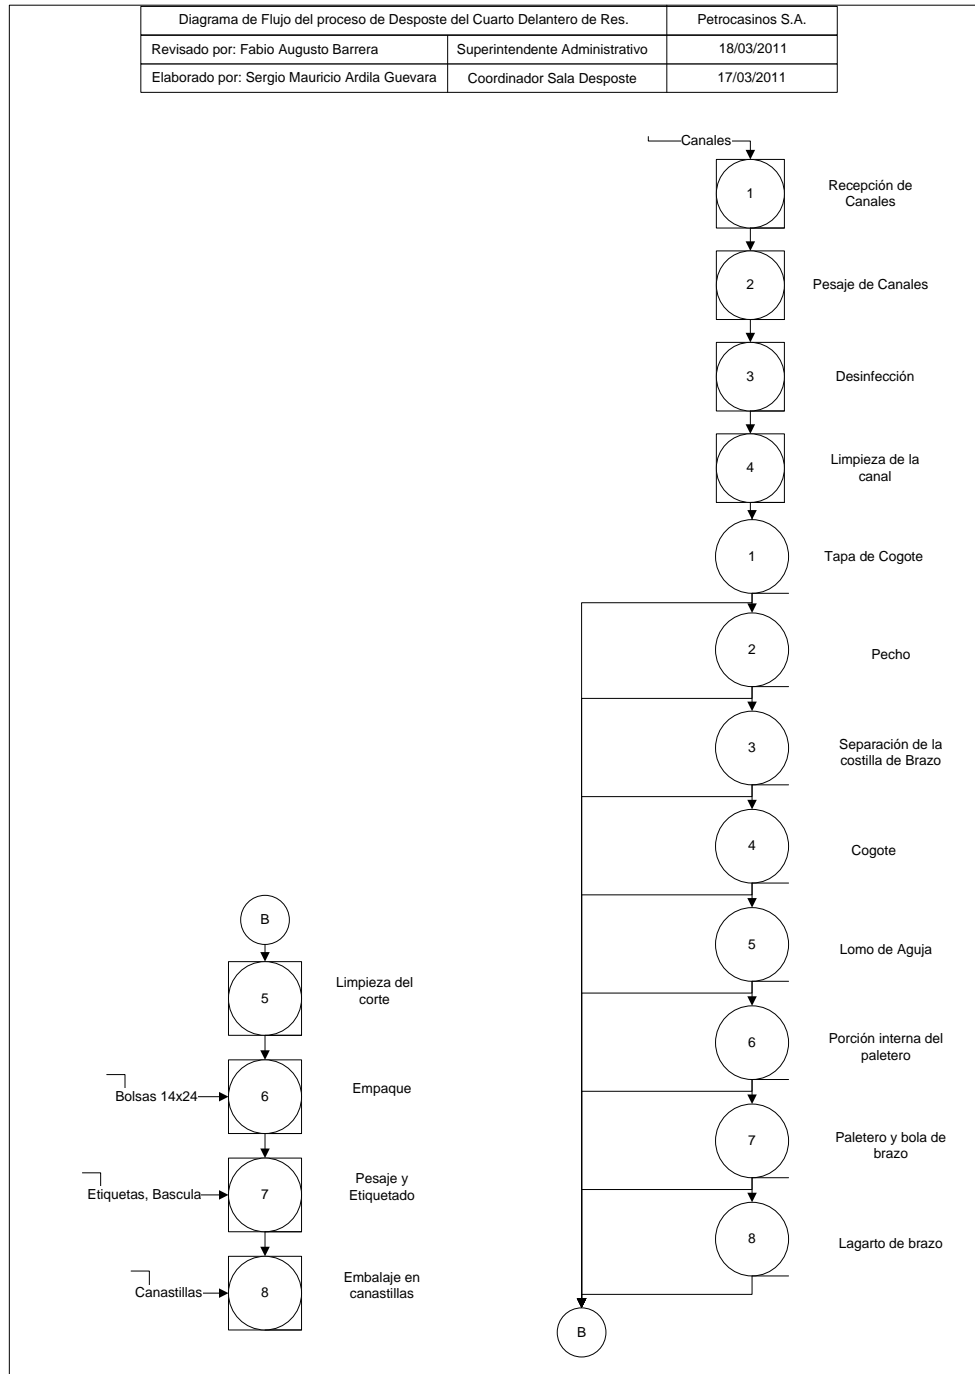 Diagrama de Flujo del proceso de Desposte del Cuarto Delantero de Res.
Petrocasinos S.A.
Revisado por: Fabio Augusto Barrera
Superintendente Administrativo
18/03/2011
Elaborado por: Sergio Mauricio Ardila Guevara
Coordinador Sala Desposte
17/03/2011
Canales
1
Recepción de
Canales
2
Pesaje de Canales
3
Desinfección
4
Limpieza de la
canal
1
Tapa de Cogote
2
Pecho
3
Separación de la
costilla de Brazo
4
Cogote
5
Lomo de Aguja
6
Porción interna del
paletero
7
Paletero y bola de
brazo
8
Lagarto de brazo
B
B
5
Limpieza del
corte
Bolsas 14x24
6
Empaque
Etiquetas, Bascula
7
Pesaje y
Etiquetado
Canastillas
8
Embalaje en
canastillas